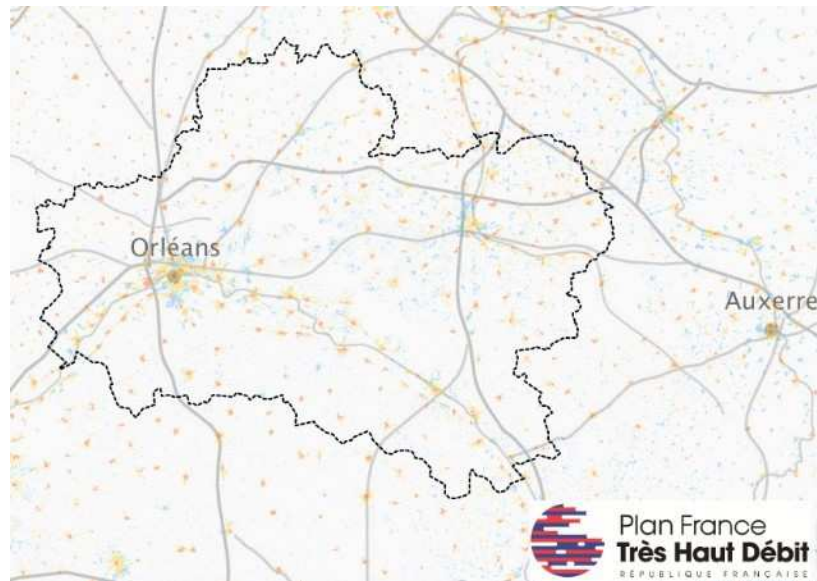 Orléans
Auxerre
Plan France
Très Haut Débit
RÉPUBLIQUE FRANÇAISE